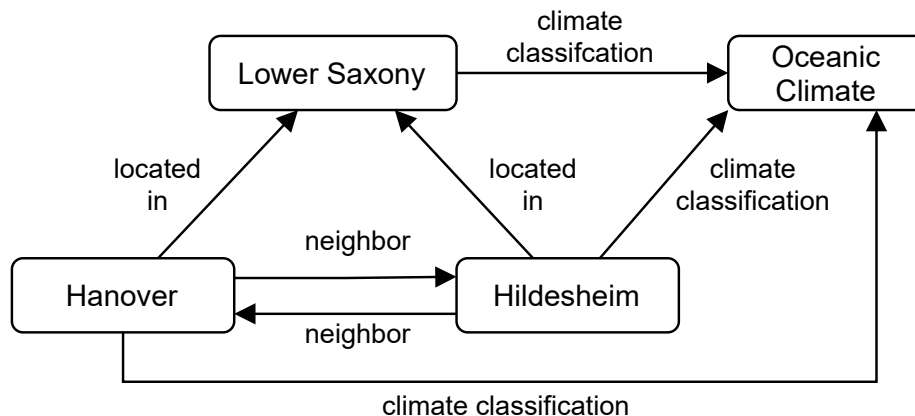 climate
classifcation
Lower Saxony
Oceanic
Climate
located
in
located
in
climate
classification
neighbor
Hanover
Hildesheim
neighbor
climate classification